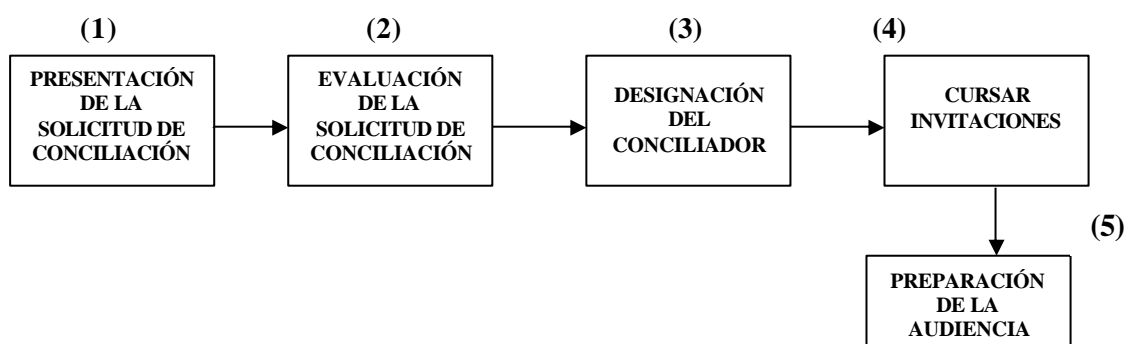 (1)
PRESENTACIÓN
DE LA
SOLICITUD DE
CONCILIACIÓN
(2)
EVALUACIÓN
DE LA
SOLICITUD DE
CONCILIACIÓN
(3)
DESIGNACIÓN
DEL
CONCILIADOR
(4)
CURSAR
INVITACIONES
(5)
PREPARACIÓN
DE LA
AUDIENCIA